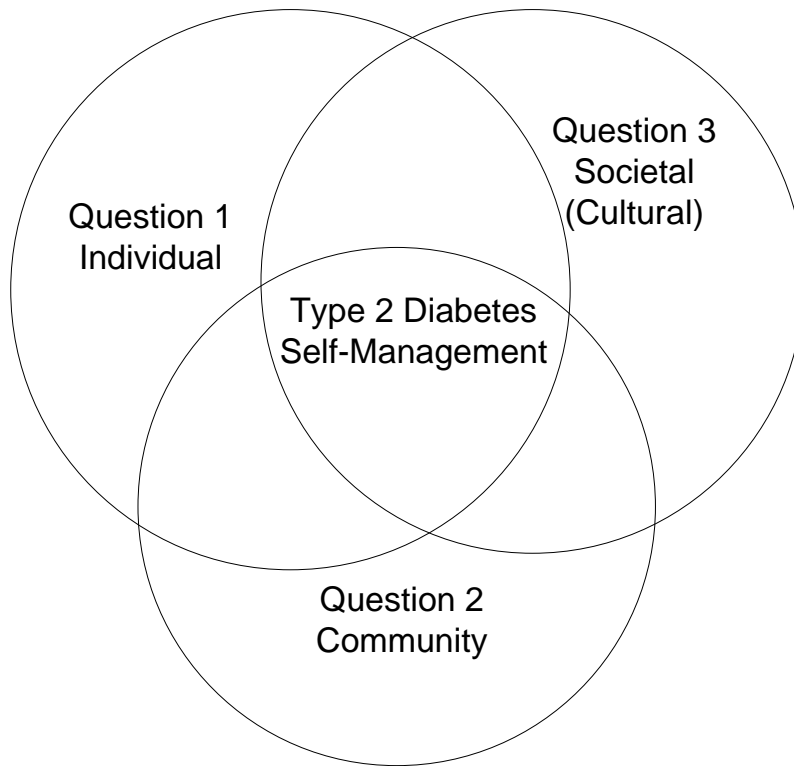 Question 3
Societal
(Cultural)
Question 1
Individual
Type 2 Diabetes
Self-Management
Question 2
Community